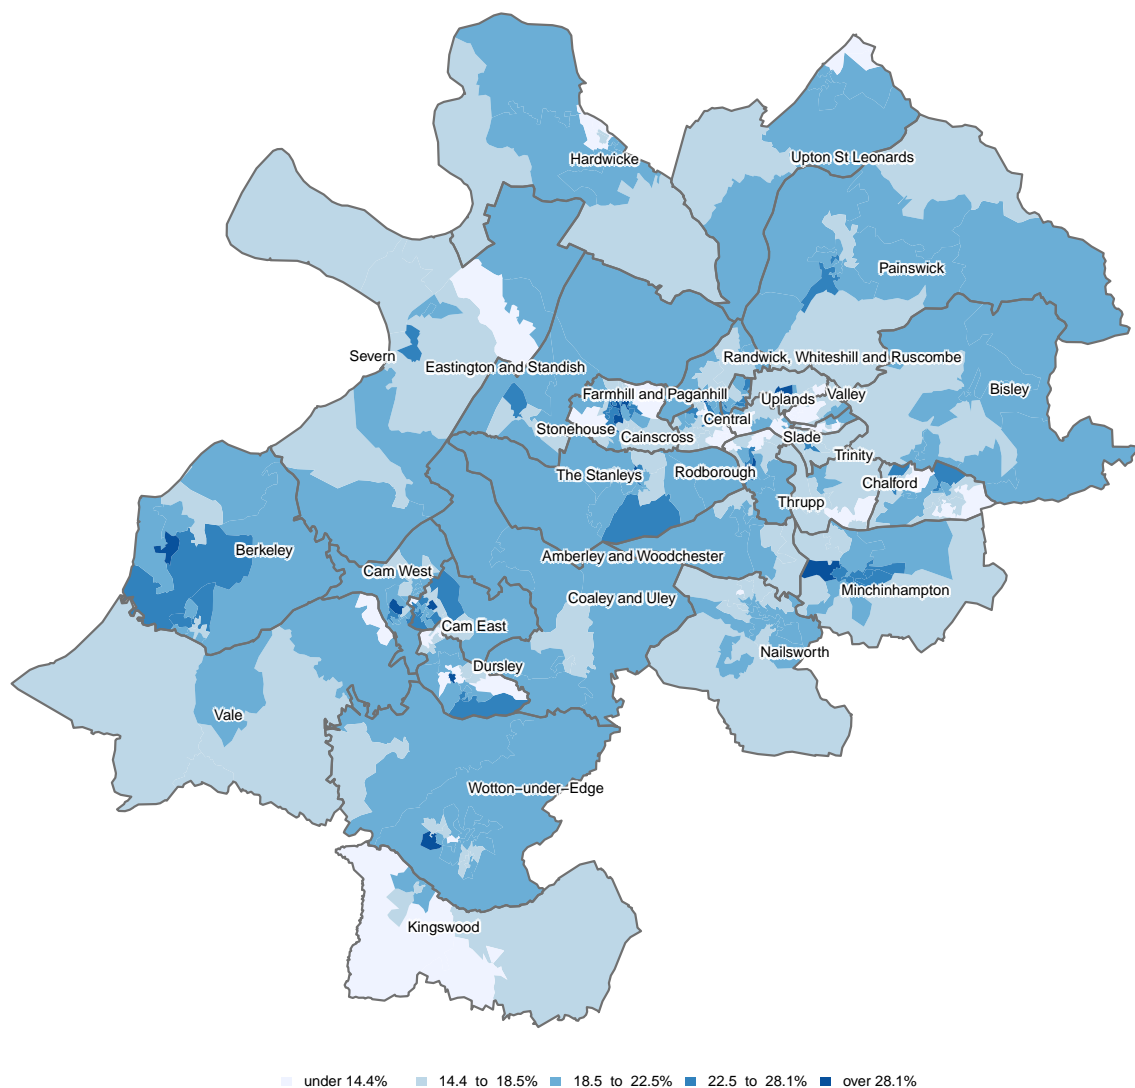 Hardwicke
Upton St Leonards
Painswick
Severn
Randwick, Whiteshill and Ruscombe
Eastington and Standish
Bisley
Farmhill and Paganhill
Uplands
Valley
Central
Stonehouse
Cainscross
Slade
Trinity
The Stanleys
Rodborough
Chalford
Thrupp
Berkeley
Amberley and Woodchester
Cam West
Minchinhampton
Coaley and Uley
Cam East
Nailsworth
Dursley
Vale
Wotton−under−Edge
Kingswood
under 14.4% 14.4 to 18.5% 18.5 to 22.5% 22.5 to 28.1% over 28.1%